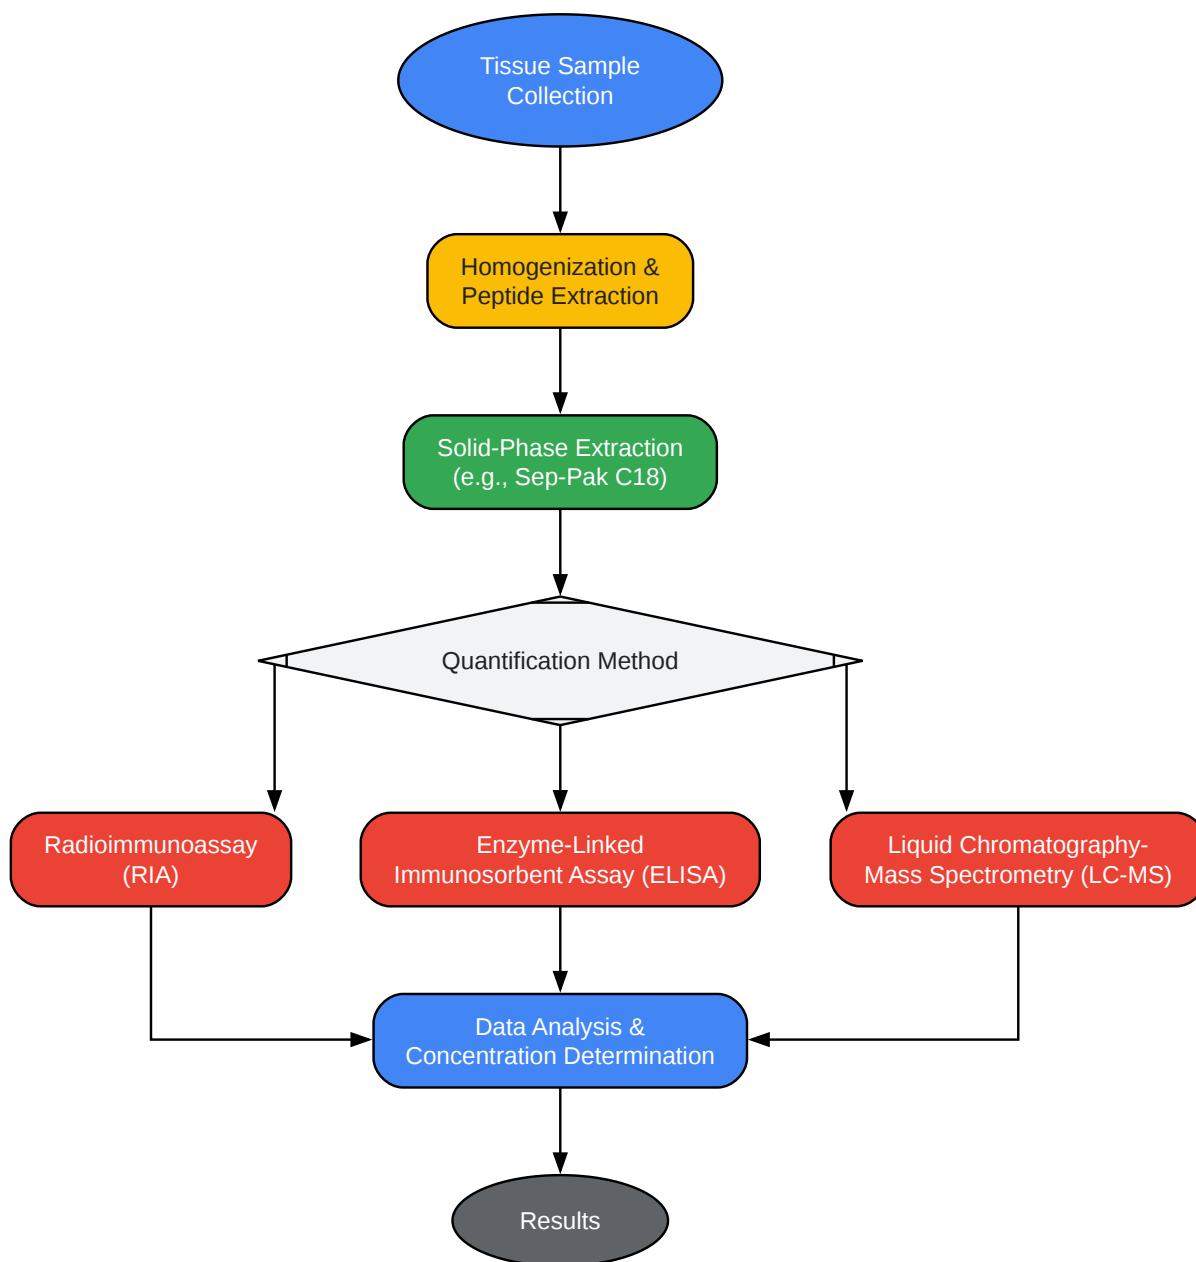 Tissue Sample
Collection
Homogenization &
Peptide Extraction
Solid-Phase Extraction
(e.g., Sep-Pak C18)
Quantification Method
Radioimmunoassay
(RIA)
Enzyme-Linked
Immunosorbent Assay (ELISA)
Liquid Chromatography-
Mass Spectrometry (LC-MS)
Data Analysis &
Concentration Determination
Results